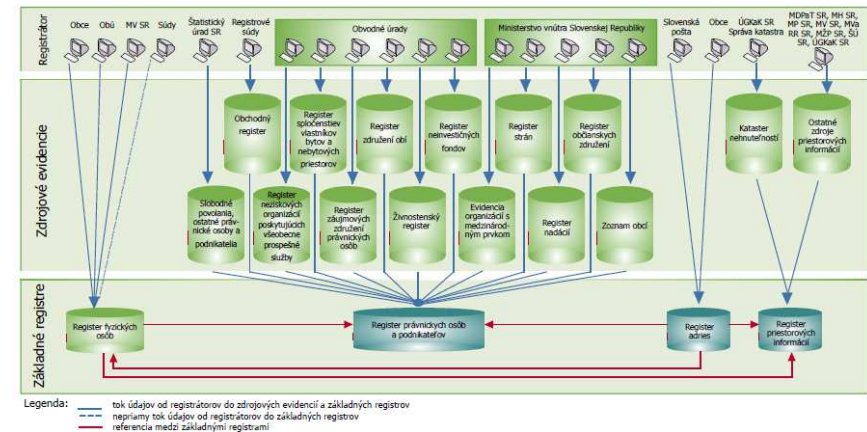 Registrátor
Obce
Obú
MV SR
Súdy
Štatistický
úrad SR
Registrové
súdy
Obvodné úrady
Ministerstvo vnútra Slovenskej Republiky
Slovenská
pošta
Obce
ÚGKaK SR
Správa katastra
MDPaT SR, MH SR,
MP SR, MV SR, MVa
RR SR, MŽP SR, ŠÚ
SR, ÚGKaK SR
Zdrojové evidencie
Obchodný
register
Register
spločenstiev
vlastníkov
bytov a
nebytových
priestorov
Register
združení obí
Register
neinvestičných
fondov
Register
strán
Register
občianskych
združení
Kataster
nehnuteľností
Ostatné
zdroje
priestorových
informácií
Slobodné
povolania,
ostatné práv-
nické osoby a
podnikatelia
Register
neziskových
organizácií
poskytujúcich
všeobecne
prospešné
služby
Register
záujmových
združení
právnických
osôb
Živnostenský
register
Evidencia
organizácií s
medzinárod-
ným prvkom
Register
nadácií
Zoznam obcí
Základné registre
Register fyzických
osôb
Register právnickych osôb
a podnikateľov
Register
adries
Register
priestorových
informácií
Legenda:
tok údajov od registrátorov do zdrojových evidencií a základných registrov
nepriamy tok údajov od registrátorov do základných registrov
referencia medzi základnými registrami